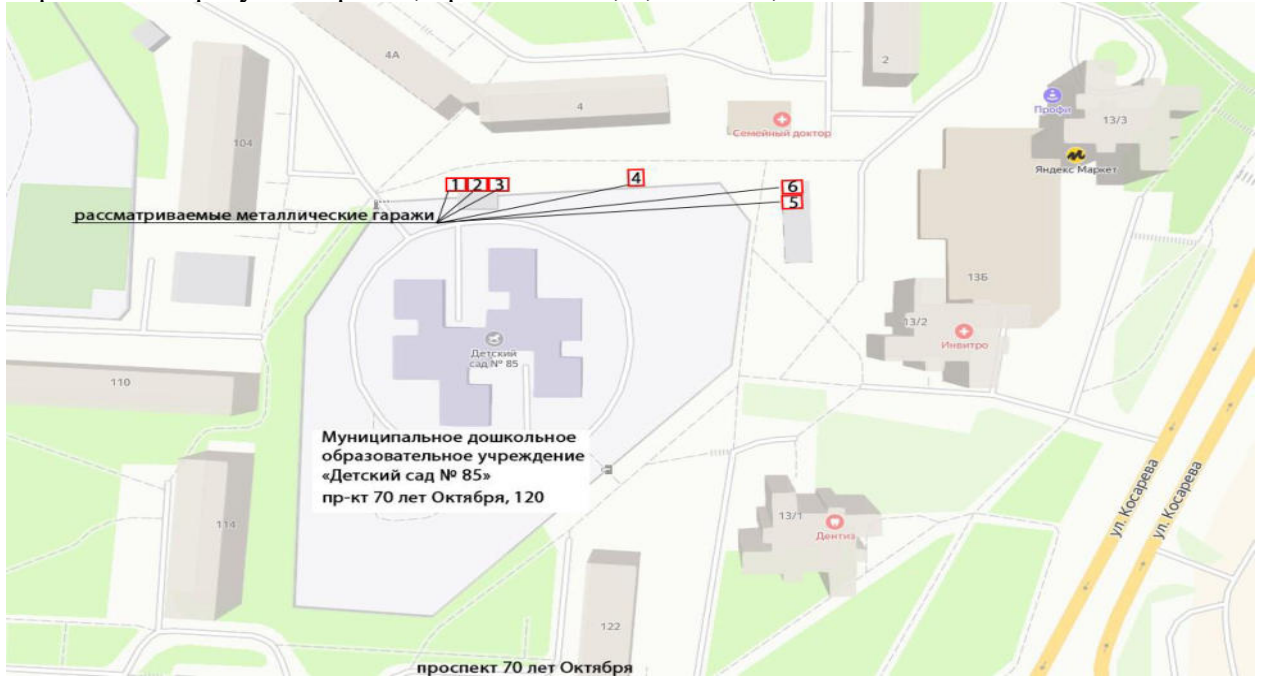 4А
2
4
Профи
13/3
Семейный доктор
104
Яндекс Маркет
1 2 3
4
6
5
рассматриваемые металлические гаражи
13Б
13/2
Инвитро
Детский
сад № 85
110
Муниципальное дошкольное
образовательное учреждение
«Детский сад № 85»
пр-кт 70 лет Октября, 120
ул. Косарева
ул. Косарева
114
13/1
Дентиз
122
проспект 70 лет Октября